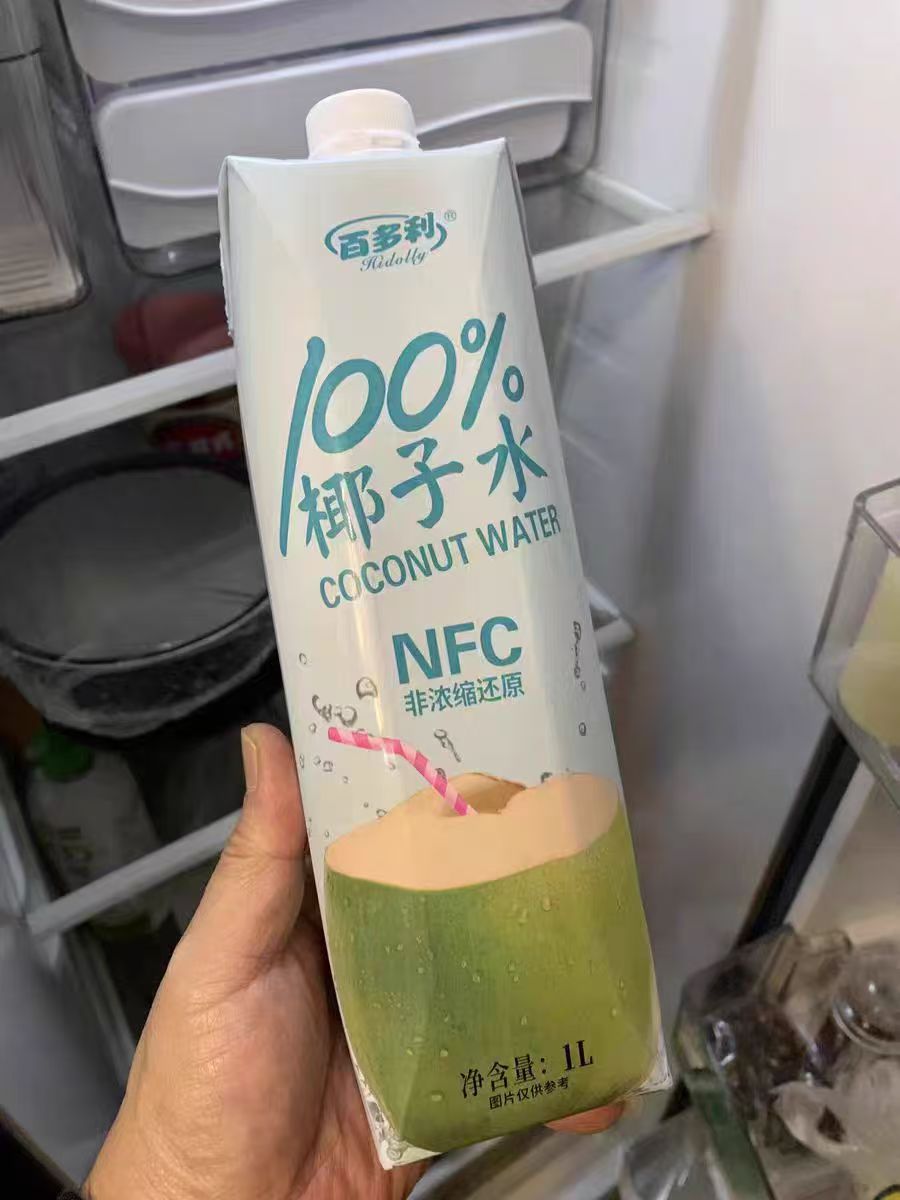 百多利®
Hidolfy
100%
椰子水
COCONUT WATER
NFC
非浓缩还原
净含量：1L
图片仅供参考